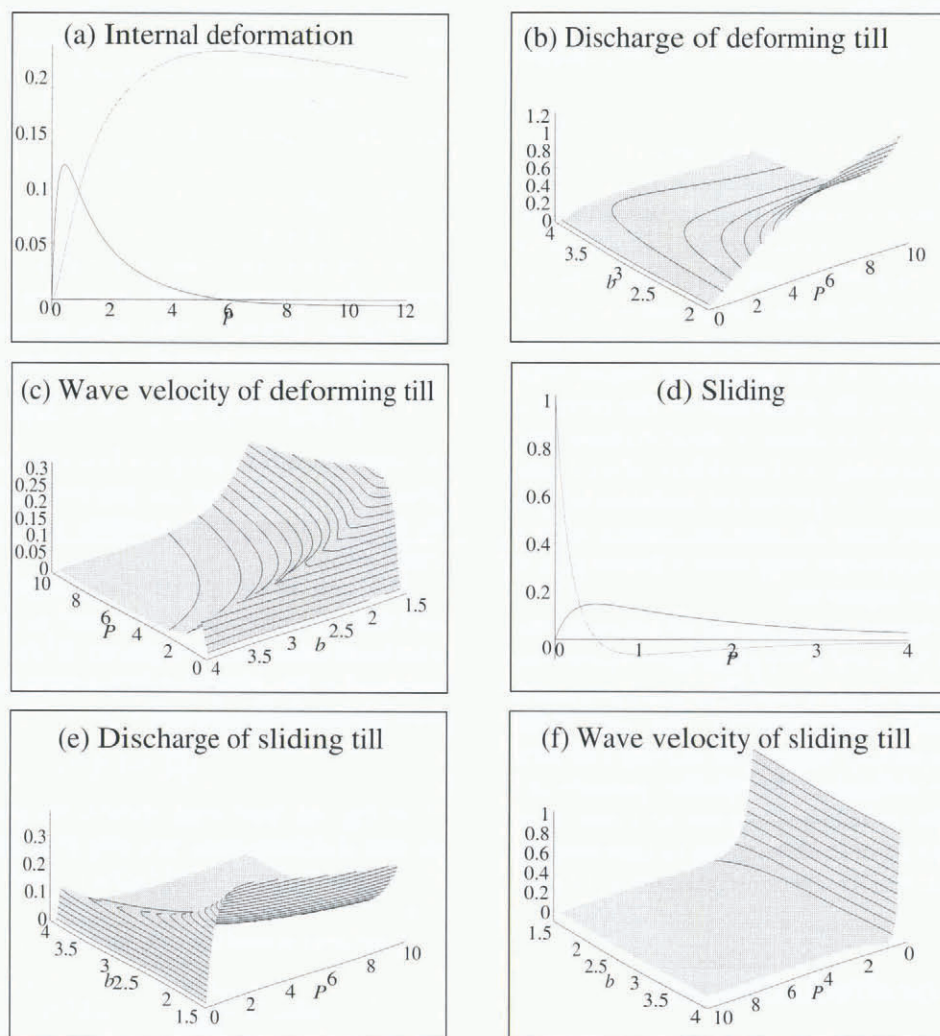 (a) Internal deformation
0.2
0.15
0.1
0.05
0
0 2 4 6 8 10 12
P
(b) Discharge of deforming till
1.2
1
0.8
0.6
0.4
0.2
0
4 3.5 3 2.5 2
b
0 2 4 6 8 10
P
(c) Wave velocity of deforming till
0.3
0.25
0.2
0.15
0.1
0.05
0
10 8 6 4 2 0
P
4 3.5 3 2.5 2 1.5
b
(d) Sliding
1
0.8
0.6
0.4
0.2
0
0 1 2 3 4
P
(e) Discharge of sliding till
0.3
0.2
0.1
0
4 3.5 3 2.5 2 1.5
b
0 2 4 6 8 10
P
(f) Wave velocity of sliding till
1
0.8
0.6
0.4
0.2
0
1.5 2 2.5 3 3.5 4
b
10 8 6 4 2 0
P